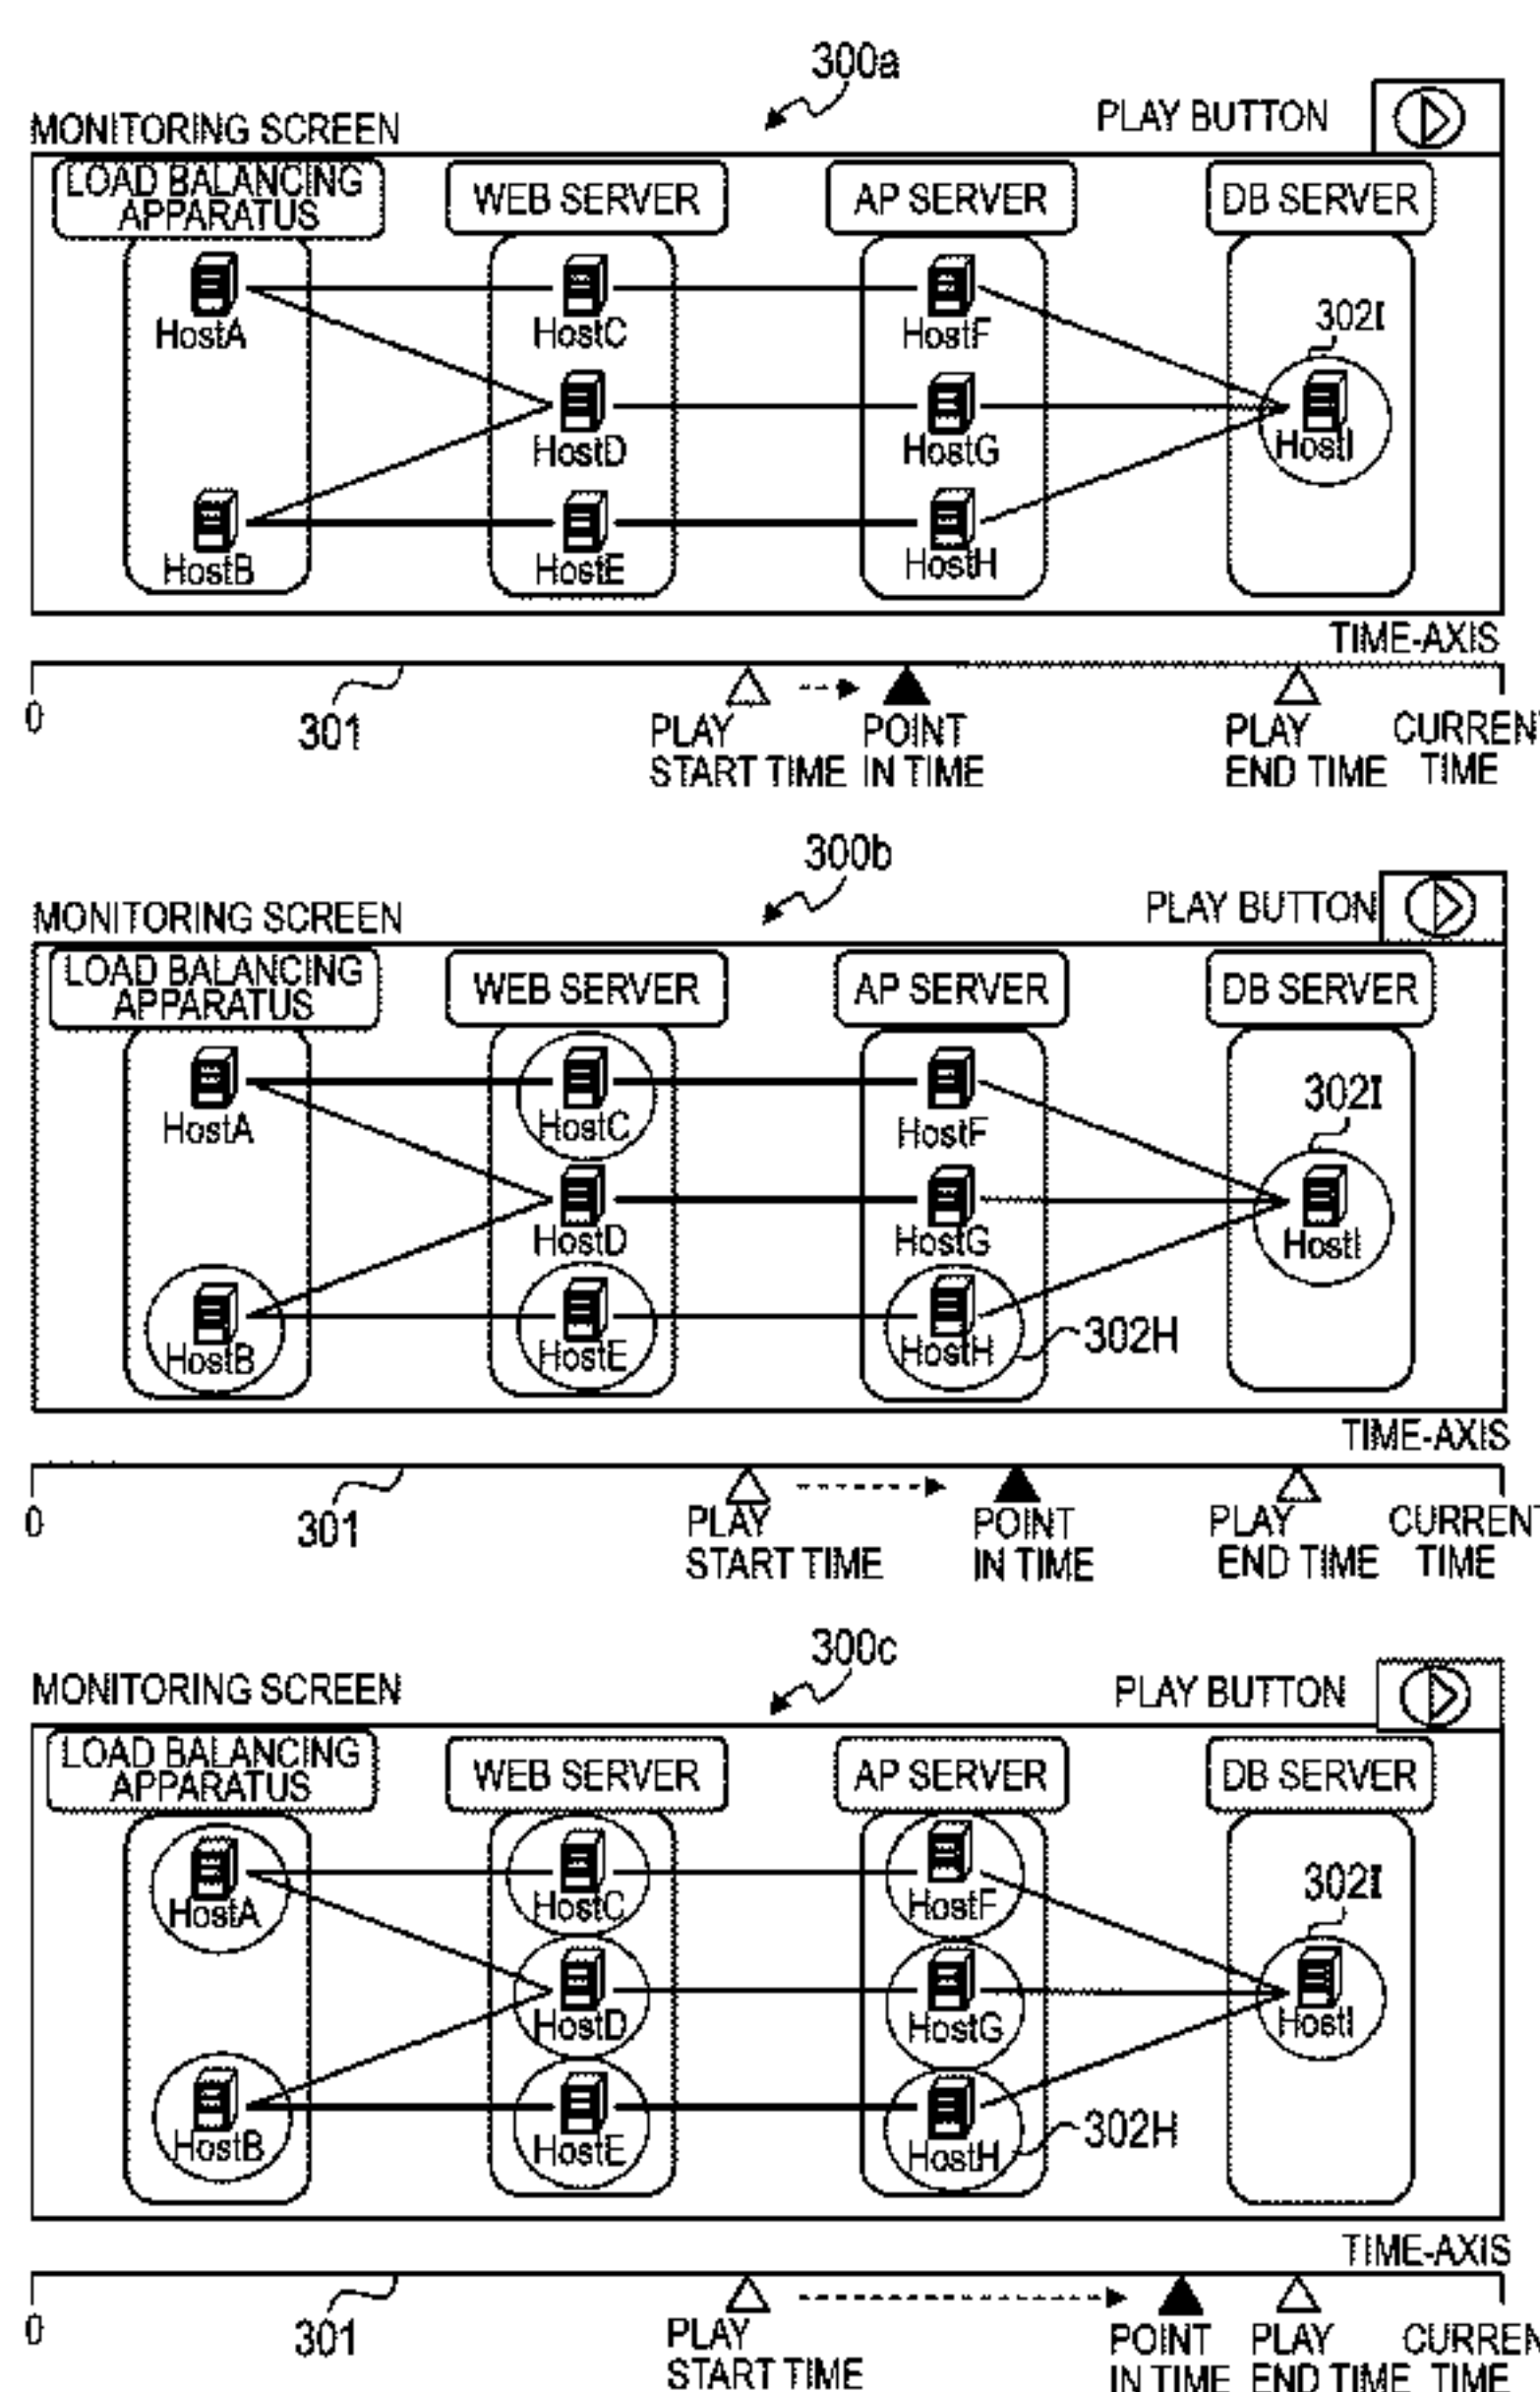 300a
MONITORING SCREEN
PLAY BUTTON
LOAD BALANCING
APPARATUS
WEB SERVER
AP SERVER
DB SERVER
HostA
HostC
HostF
302I
HostD
HostG
HostI
HostB
HostE
HostH
TIME-AXIS
0
301
PLAY
START TIME
POINT
IN TIME
PLAY
END TIME
CURREN
TIME
300b
MONITORING SCREEN
PLAY BUTTON
LOAD BALANCING
APPARATUS
WEB SERVER
AP SERVER
DB SERVER
HostA
HostC
HostF
302I
HostD
HostG
HostI
HostB
HostE
HostH
302H
TIME-AXIS
0
301
PLAY
START TIME
POINT
IN TIME
PLAY
END TIME
CURREN
TIME
300c
MONITORING SCREEN
PLAY BUTTON
LOAD BALANCING
APPARATUS
WEB SERVER
AP SERVER
DB SERVER
HostA
HostC
HostF
302I
HostD
HostG
HostI
HostB
HostE
HostH
302H
TIME-AXIS
0
301
PLAY
START TIME
POINT
IN TIME
PLAY
END TIME
CURREN
TIME